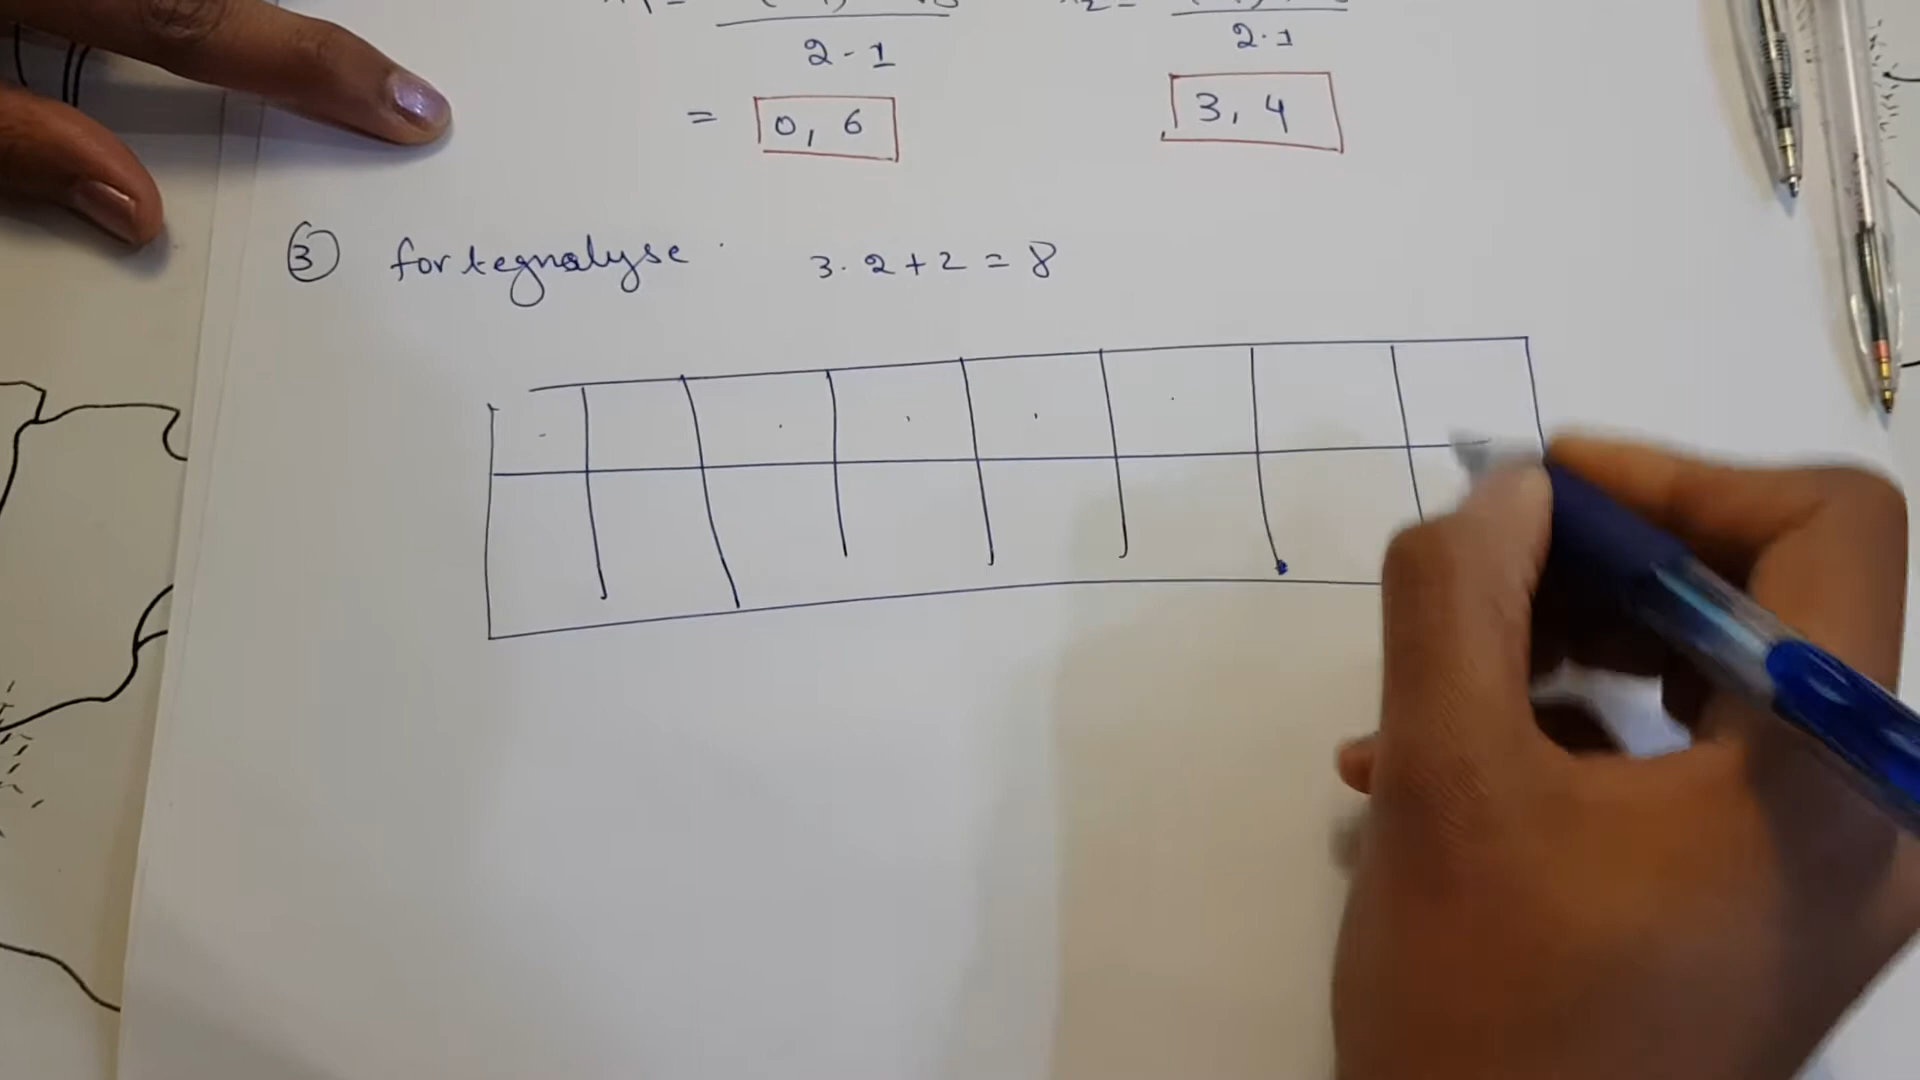 2 - 1
2 · 1
= 0, 6
3, 4
3 fortegnalyse 3. 2 + 2 = 8